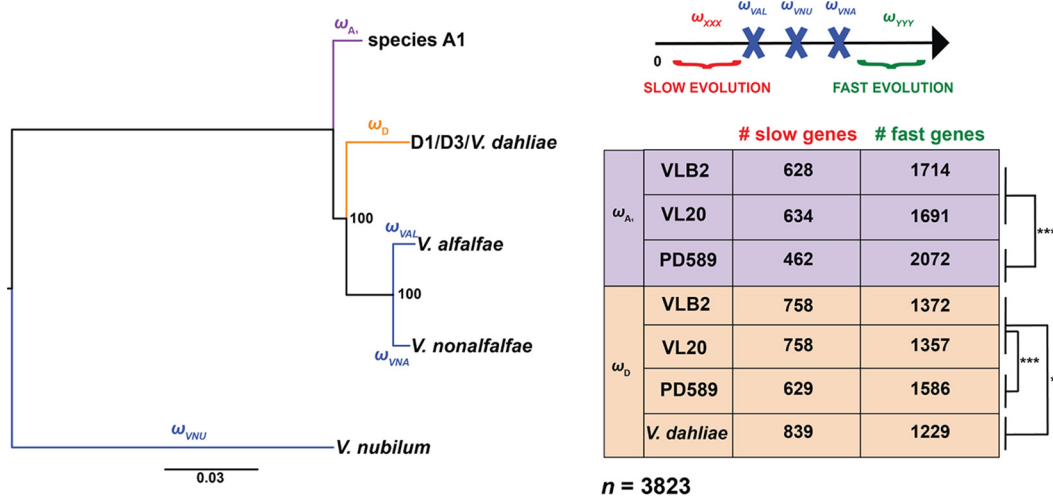 ωA1
species A1
ωD
D1/D3/V. dahliae
100
ωVAL
V. alfalfae
100
V. nonalfalfae
ωVNA
ωVNU
V. nubilum
0.03
ωXXX ωVAL ωVNU ωVNA ωYYY
0
SLOW EVOLUTION FAST EVOLUTION
# slow genes # fast genes
VLB2 628 1714
ωA1 VL20 634 1691
***
PD589 462 2072
VLB2 758 1372
VL20 758 1357
***
ωD
PD589 629 1586
V. dahliae 839 1229
n = 3823